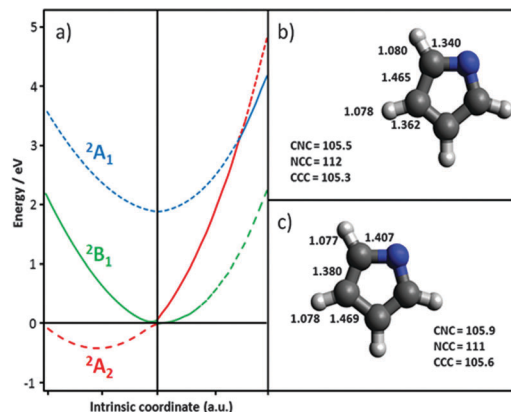 a)
5
4
3
2
1
0
-1
Energy / eV
²A₁
²B₁
²A₂
Intrinsic coordinate (a.u.)
b)
1.080
1.340
1.465
1.078
1.362
CNC = 105.5
NCC = 112
CCC = 105.3
c)
1.077
1.407
1.380
1.078
1.469
CNC = 105.9
NCC = 111
CCC = 105.6